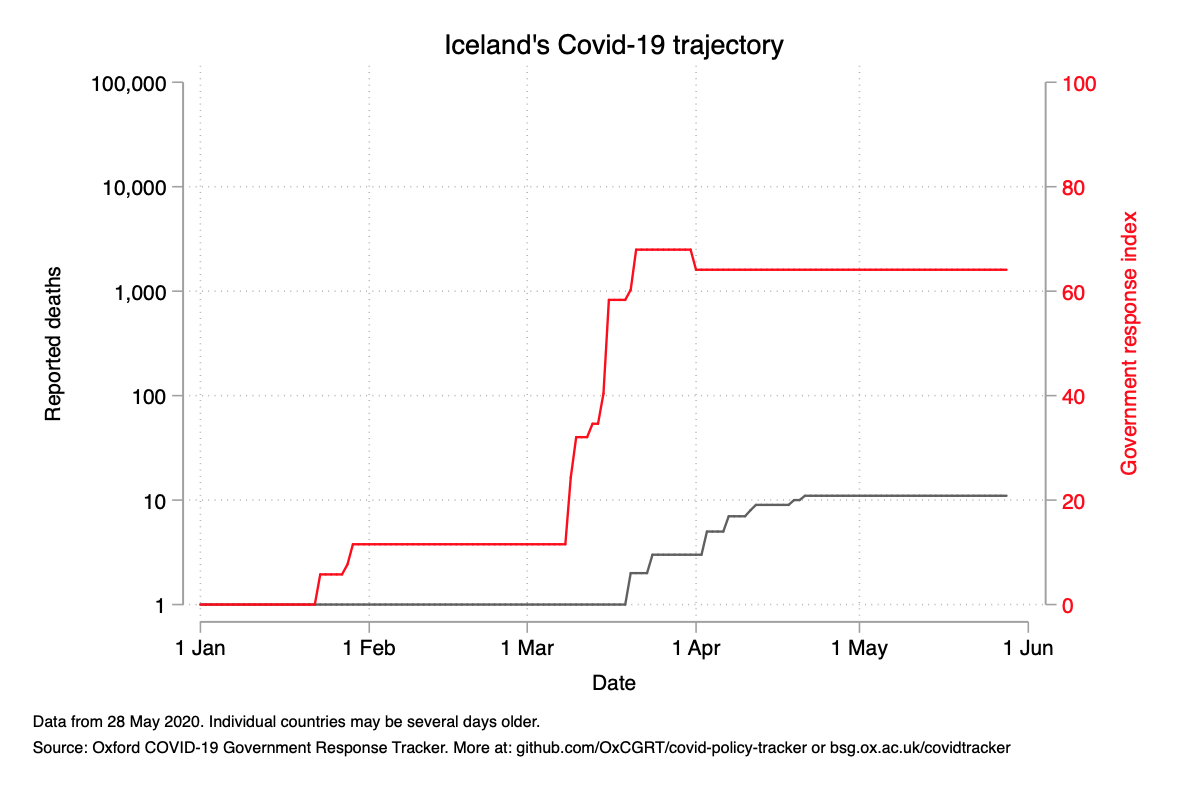 Iceland's Covid-19 trajectory
100,000
10,000
1,000
100
10
1
Reported deaths
100
80
60
40
20
0
Government response index
1 Jan
1 Feb
1 Mar
1 Apr
1 May
1 Jun
Date
Data from 28 May 2020. Individual countries may be several days older.
Source: Oxford COVID-19 Government Response Tracker. More at: github.com/OxCGRT/covid-policy-tracker or bsg.ox.ac.uk/covidtracker